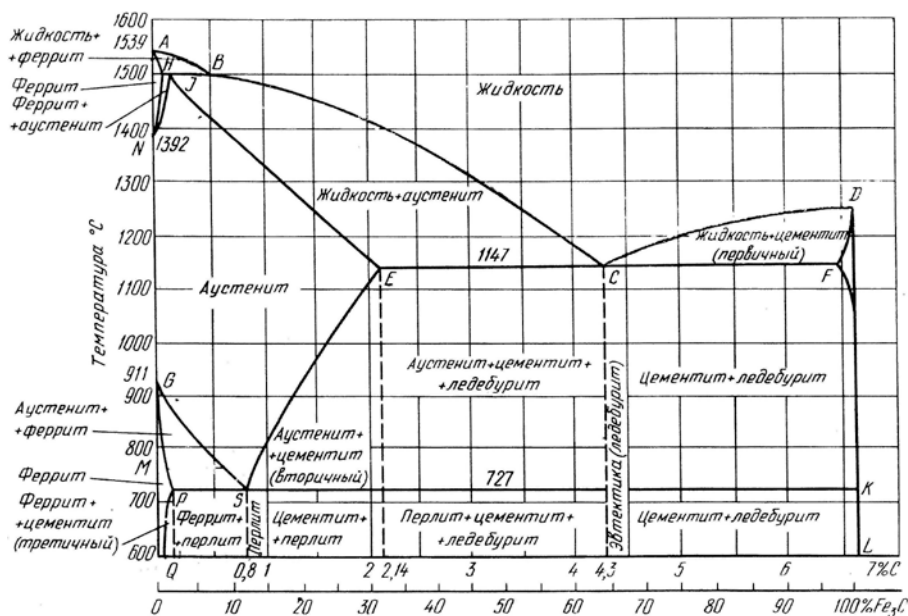 1600
1539
Жидкость+
+феррит
A
H
B
1500
J
Жидкость
Феррит
Феррит+
+аустенит
1400
N
1392
1300
Жидкость+аустенит
D
1200
Жидкость+цементит
(первичный)
1147
E
C
F
Аустенит
1100
Температура °C
1000
Аустенит+цементит+
+ледебурит
Цементит+ледебурит
911
G
900
Аустенит+
+феррит
Аустенит+
+цементит
(вторичный)
800
M
Феррит
727
P
S
K
700
Феррит+
+цементит
(третичный)
Феррит+
+перлит
Перлит
Цементит+
+перлит
Перлит+цементит+
+ледебурит
Эвтектика (ледебурит)
Цементит+ледебурит
600
L
Q
0,8
1
2
2,14
3
4
4,3
5
6
7%C
0
10
20
30
40
50
60
70
80
90
100%Fe3C